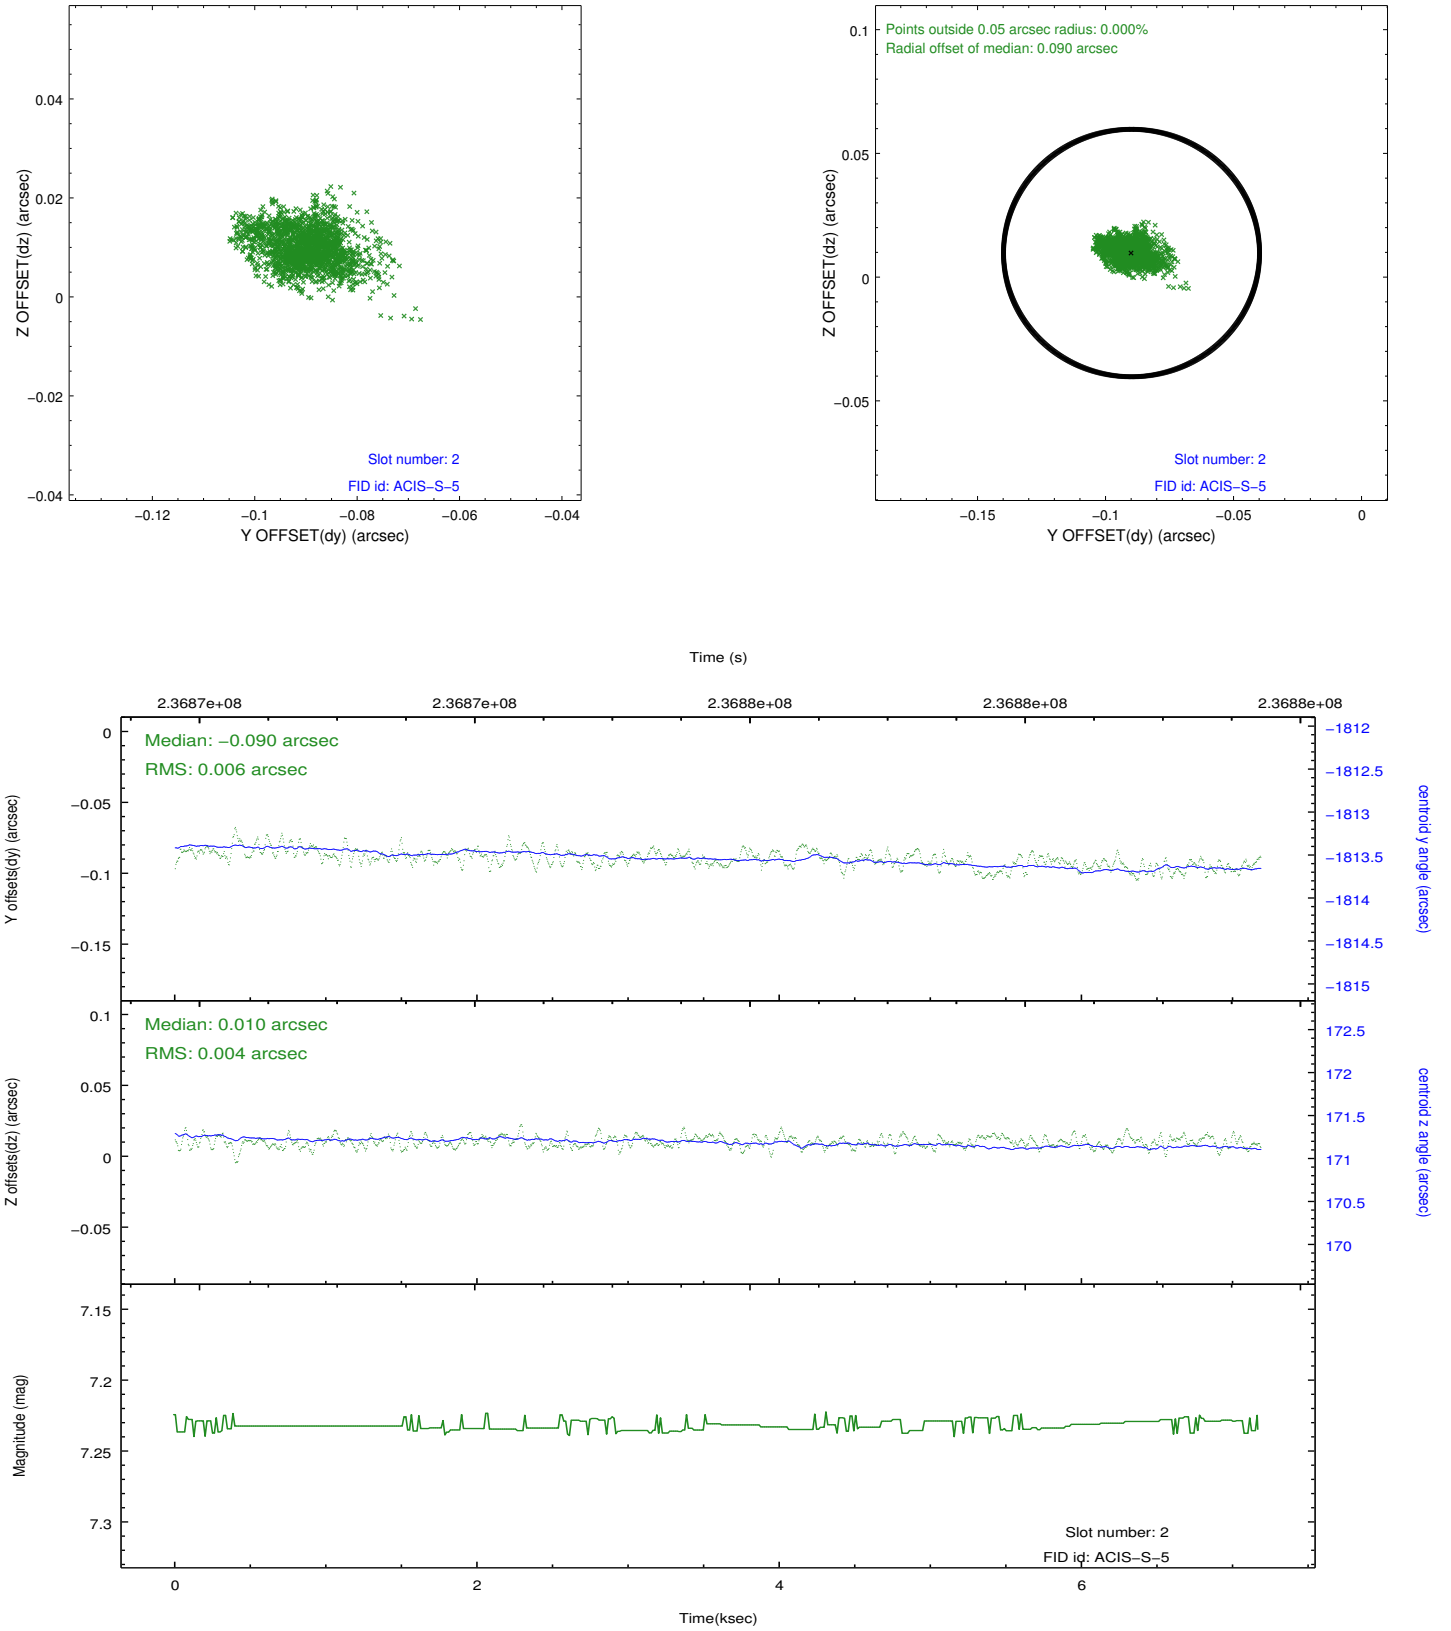 0.04
0.02
0
−0.02
−0.04
Z OFFSET(dz) (arcsec)
Slot number: 2
FID id: ACIS−S−5
−0.12
−0.1
−0.08
−0.06
−0.04
Y OFFSET(dy) (arcsec)
Points outside 0.05 arcsec radius: 0.000%
Radial offset of median: 0.090 arcsec
0.1
0.05
0
−0.05
Z OFFSET(dz) (arcsec)
Slot number: 2
FID id: ACIS−S−5
−0.15
−0.1
−0.05
0
Y OFFSET(dy) (arcsec)
Time (s)
2.3687e+08
2.3687e+08
2.3688e+08
2.3688e+08
2.3688e+08
Median: −0.090 arcsec
RMS: 0.006 arcsec
0
−0.05
−0.1
−0.15
Y offsets(dy) (arcsec)
−1812
−1812.5
−1813
−1813.5
−1814
−1814.5
−1815
centroid y angle (arcsec)
Median: 0.010 arcsec
RMS: 0.004 arcsec
0.1
0.05
0
−0.05
Z offsets(dz) (arcsec)
172.5
172
171.5
171
170.5
170
centroid z angle (arcsec)
7.15
7.2
7.25
7.3
Magnitude (mag)
Slot number: 2
FID id: ACIS−S−5
0
2
4
6
Time(ksec)